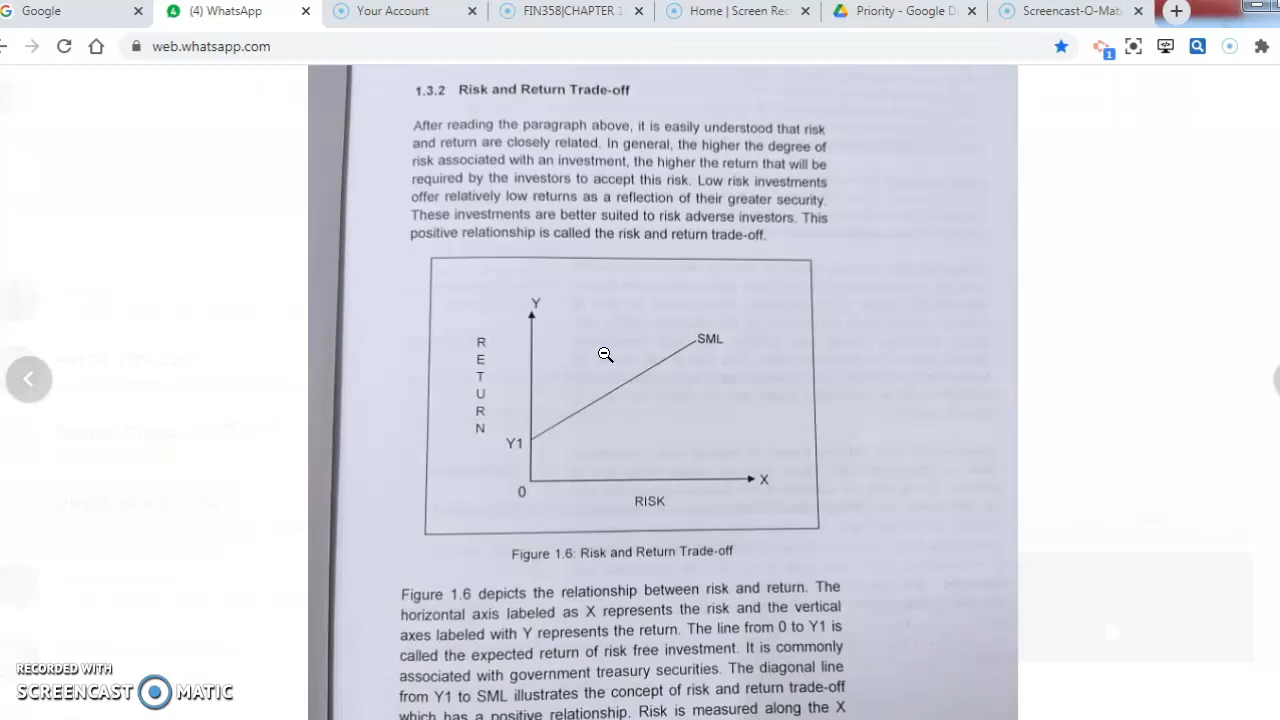 Google
(4) WhatsApp
Your Account
FIN358|CHAPTER 1
Home | Screen Rec
Priority - Google D
Screencast-O-Mati
web.whatsapp.com
1
1.3.2 Risk and Return Trade-off
After reading the paragraph above, it is easily understood that risk
and return are closely related. In general, the higher the degree of
risk associated with an investment, the higher the return that will be
required by the investors to accept this risk. Low risk investments
offer relatively low returns as a reflection of their greater security.
These investments are better suited to risk adverse investors. This
positive relationship is called the risk and return trade-off.
Y
R
E
T
U
R
N
SML
Y1
0
X
RISK
Figure 1.6: Risk and Return Trade-off
Figure 1.6 depicts the relationship between risk and return. The
horizontal axis labeled as X represents the risk and the vertical
axes labeled with Y represents the return. The line from 0 to Y1 is
called the expected return of risk free investment. It is commonly
associated with government treasury securities. The diagonal line
from Y1 to SML illustrates the concept of risk and return trade-off
which has a positive relationship. Risk is measured along the X
RECORDED WITH
SCREENCAST MATIC